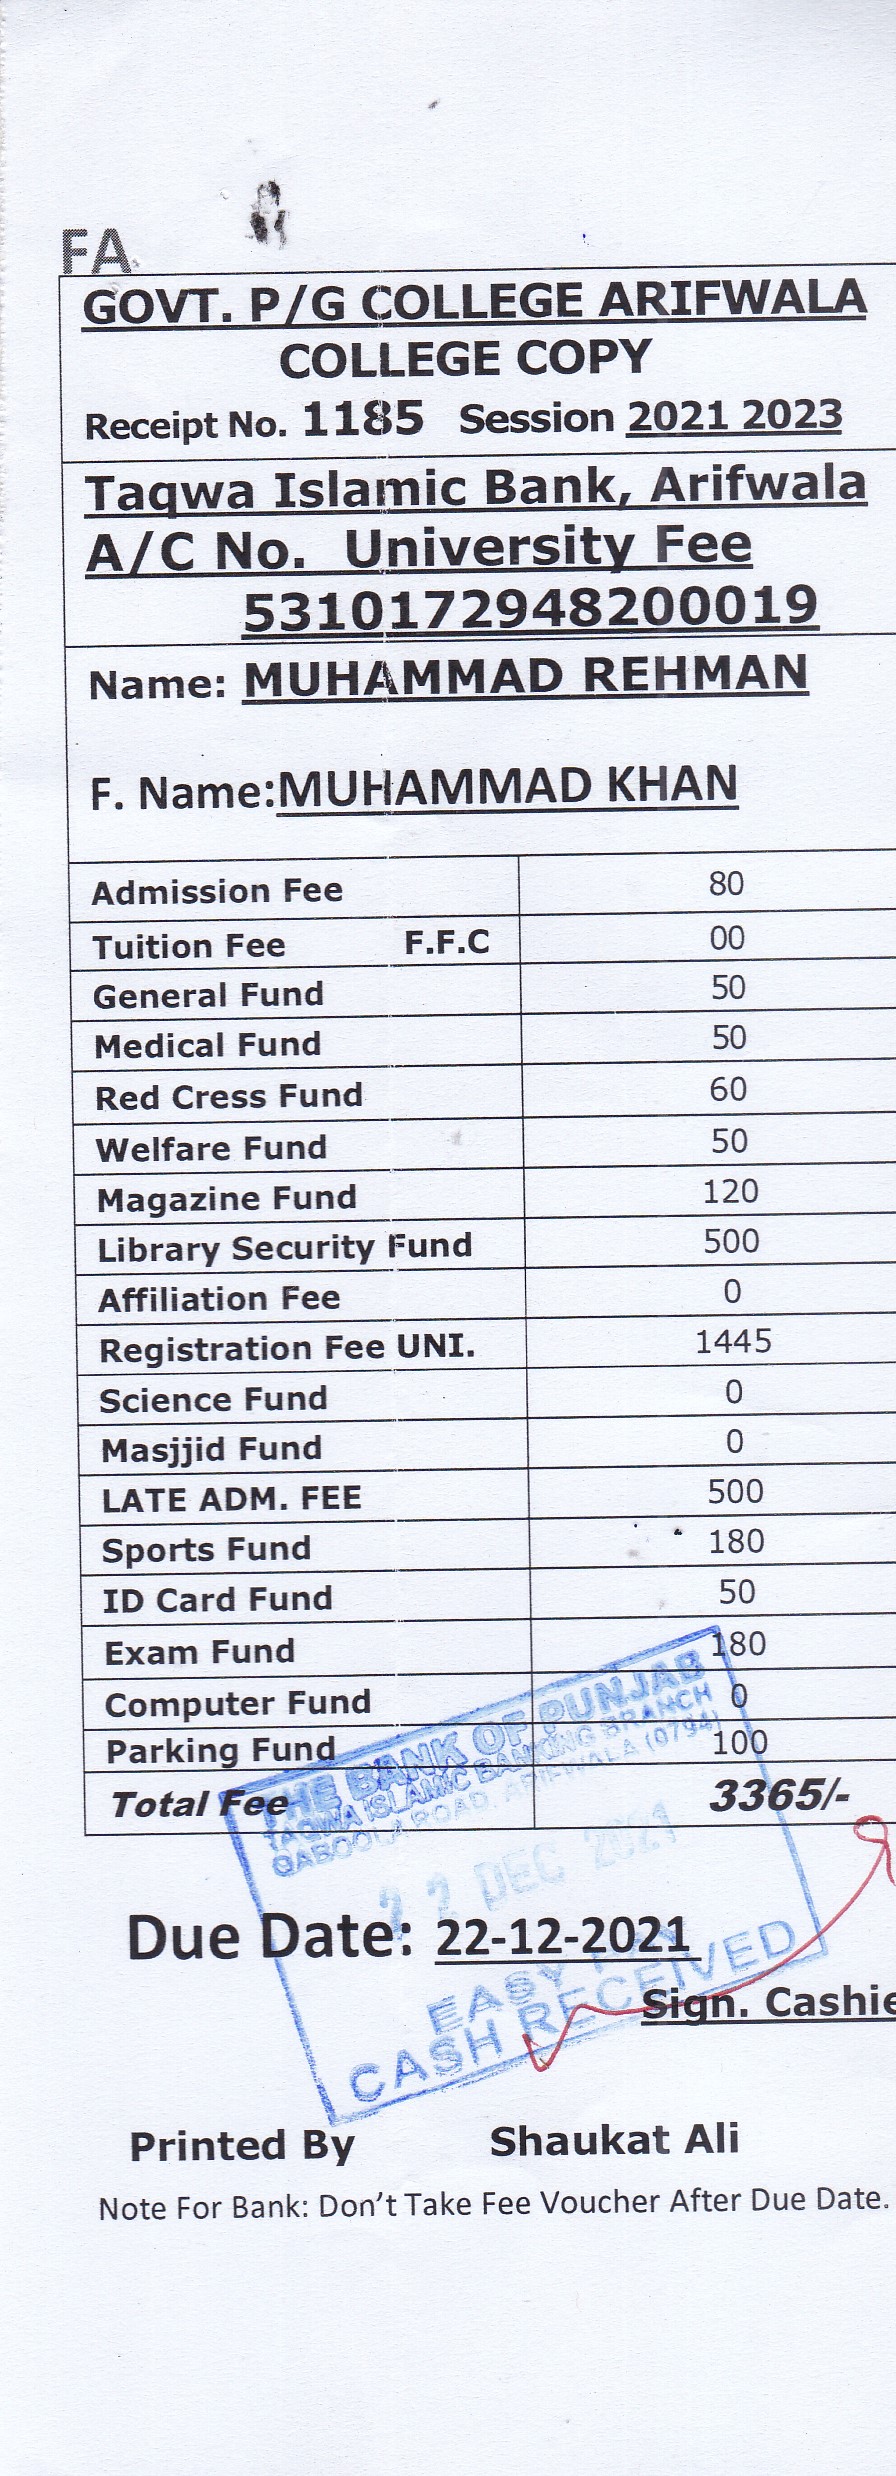 FA
GOVT. P/G COLLEGE ARIFWALA
COLLEGE COPY
Receipt No. 1185 Session 2021 2023
Taqwa Islamic Bank, Arifwala
A/C No. University Fee
5310172948200019
Name: MUHAMMAD REHMAN
F. Name:MUHAMMAD KHAN
Admission Fee 80
Tuition Fee F.F.C 00
General Fund 50
Medical Fund 50
Red Cress Fund 60
Welfare Fund 50
Magazine Fund 120
Library Security Fund 500
Affiliation Fee 0
Registration Fee UNI. 1445
Science Fund 0
Masjjid Fund 0
LATE ADM. FEE 500
Sports Fund 180
ID Card Fund 50
Exam Fund 180
Computer Fund 0
Parking Fund 100
Total Fee 3365/-
THE BANK OF PUNJAB
TAQWA ISLAMIC BANKING BRANCH
QABOOLA ROAD, ARIFWALA (0794)
22 DEC 2021
Due Date: 22-12-2021
EASY PAY
CASH RECEIVED
Sign. Cashie
Printed By Shaukat Ali
Note For Bank: Don't Take Fee Voucher After Due Date.